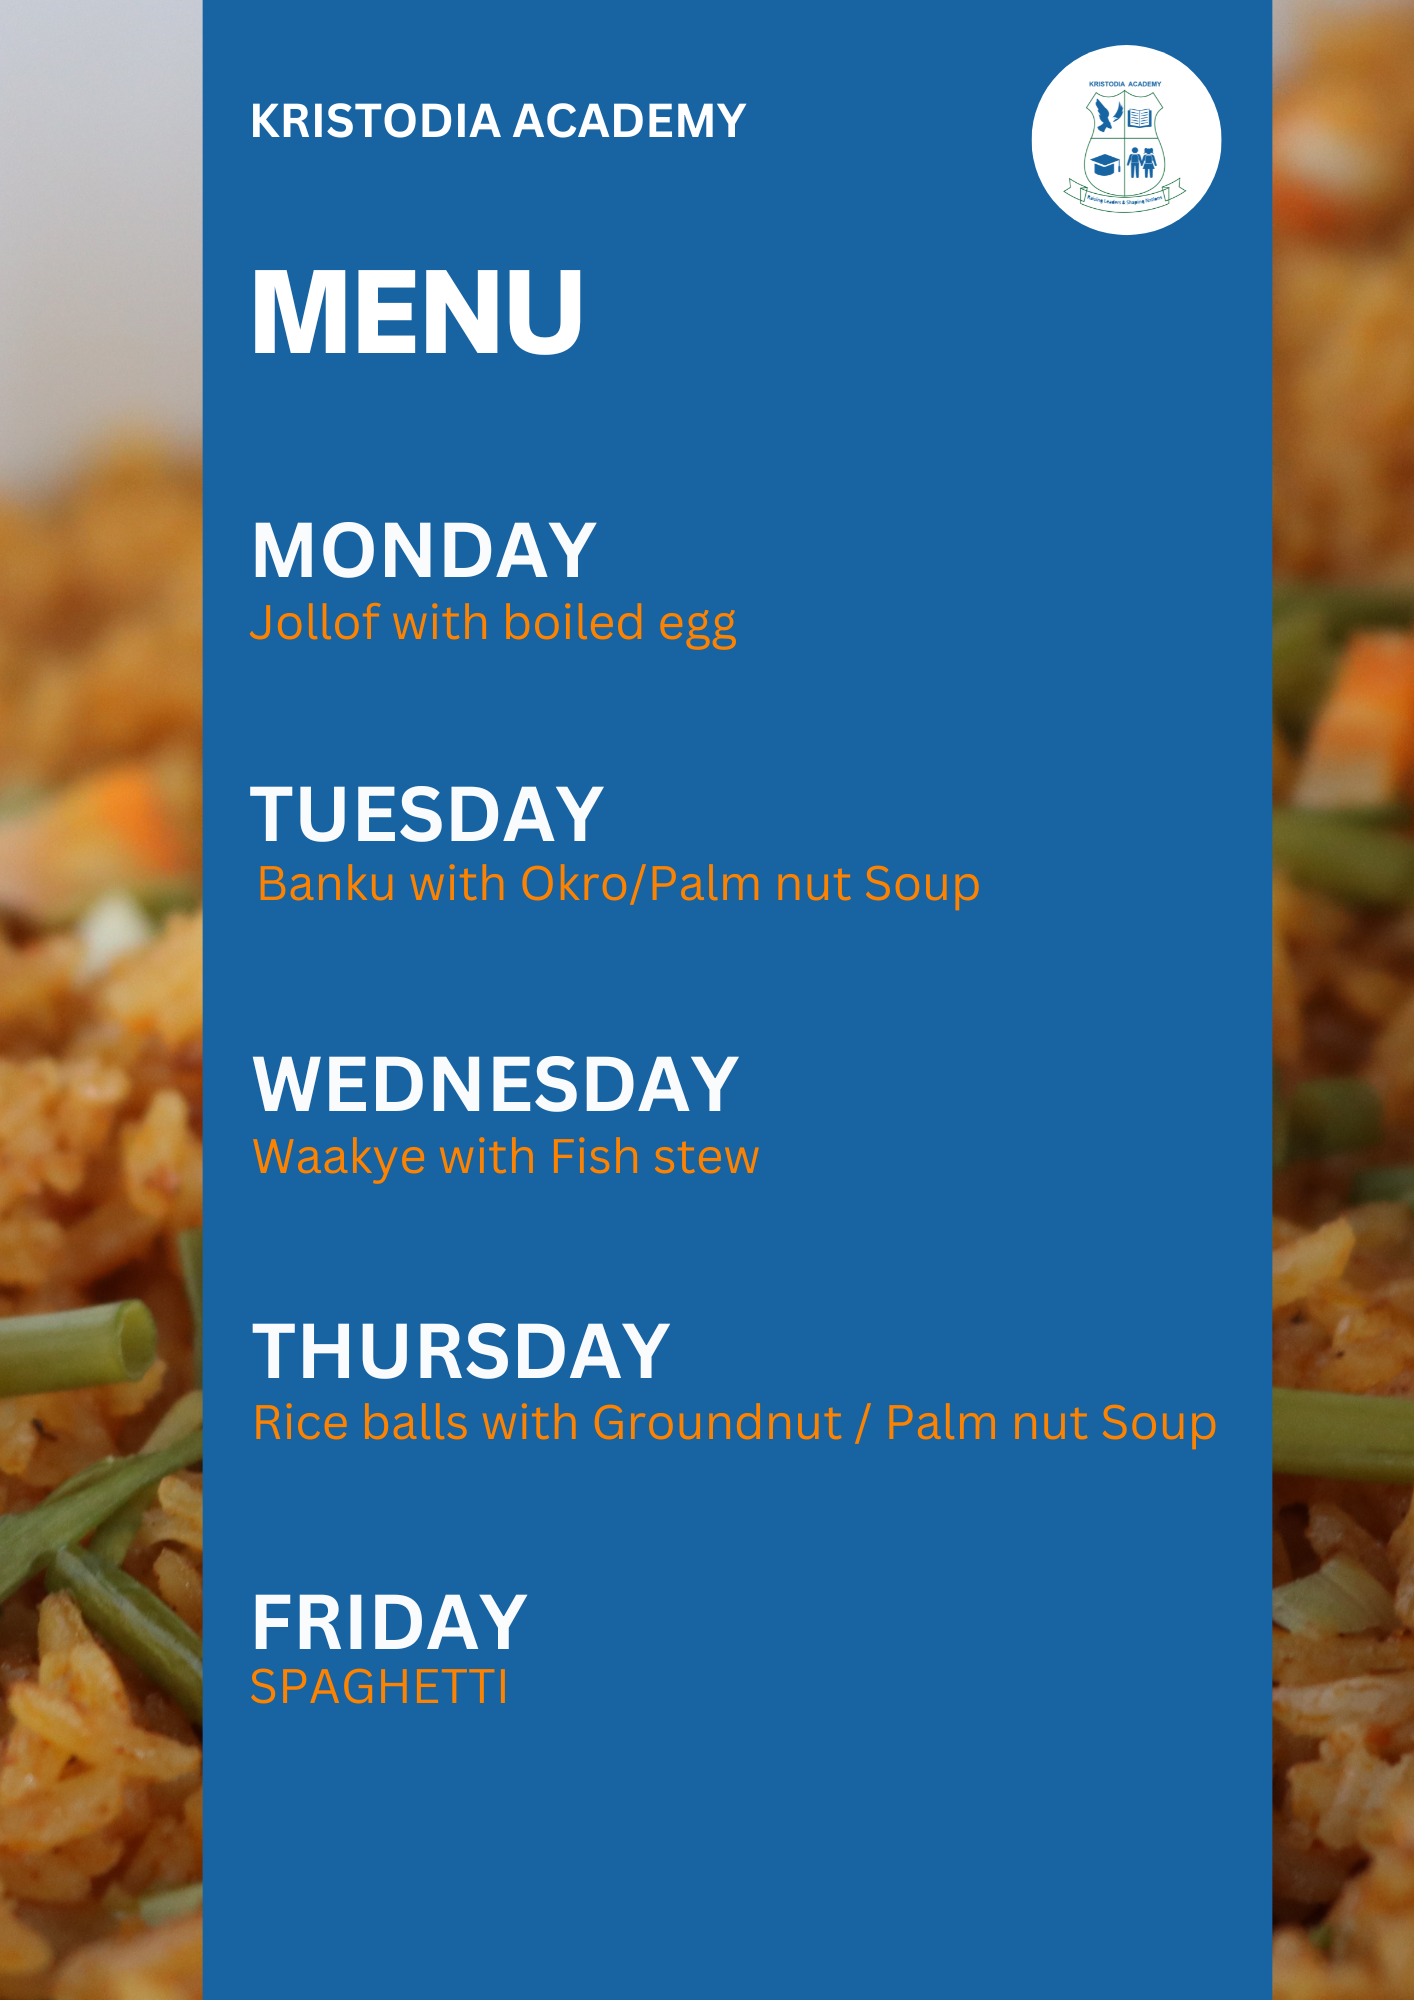 KRISTODIA ACADEMY
KRISTODIA ACADEMY
Raising Leaders & Shaping Nations
MENU
MONDAY
Jollof with boiled egg
TUESDAY
Banku with Okro/Palm nut Soup
WEDNESDAY
Waakye with Fish stew
THURSDAY
Rice balls with Groundnut / Palm nut Soup
FRIDAY
SPAGHETTI